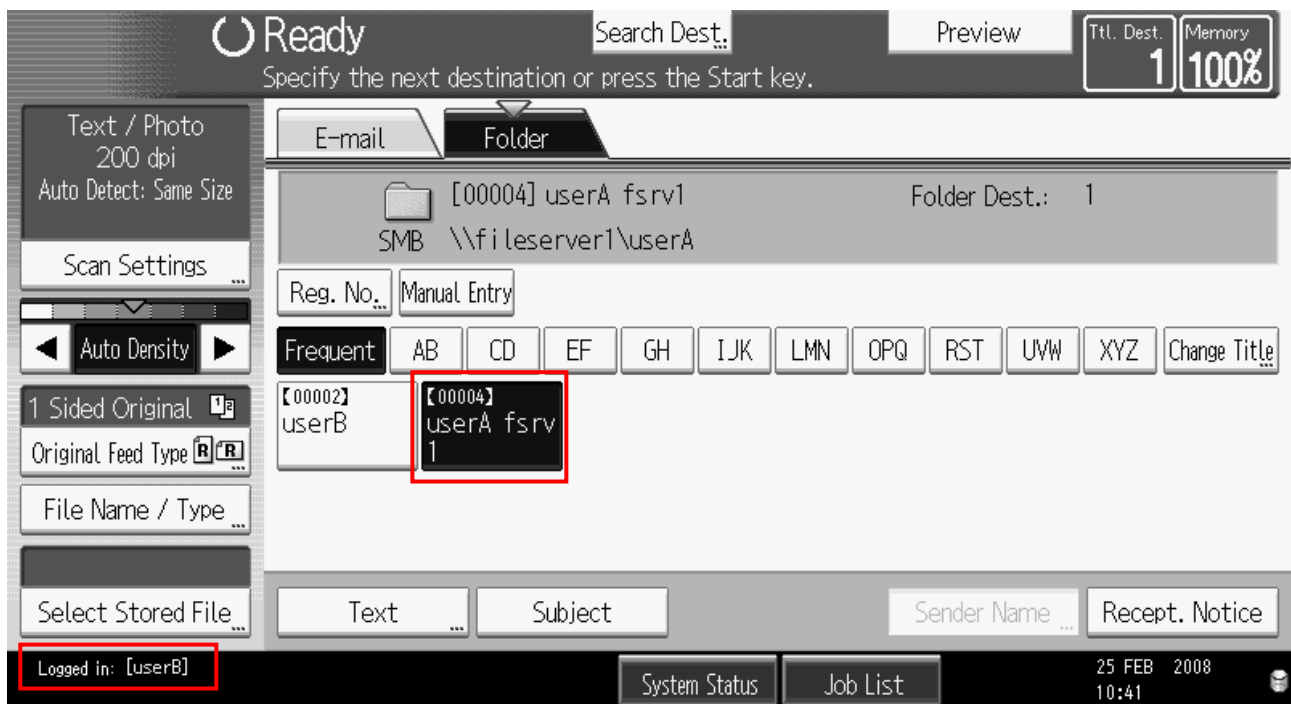 Ready
Search Dest.
Preview
Ttl. Dest.
1
Memory
100%
Specify the next destination or press the Start key.
Text / Photo
200 dpi
Auto Detect: Same Size
Scan Settings
Auto Density
1 Sided Original
Original Feed Type R R
File Name / Type
Select Stored File
E-mail
Folder
[00004] userA fsrv1
Folder Dest.: 1
SMB \\fileserver1\userA
Reg. No.
Manual Entry
Frequent AB CD EF GH IJK LMN OPQ RST UVW XYZ Change Title
【00002】
userB
【00004】
userA fsrv
1
Text
Subject
Sender Name
Recept. Notice
Logged in: [userB]
System Status
Job List
25 FEB 2008
10:41